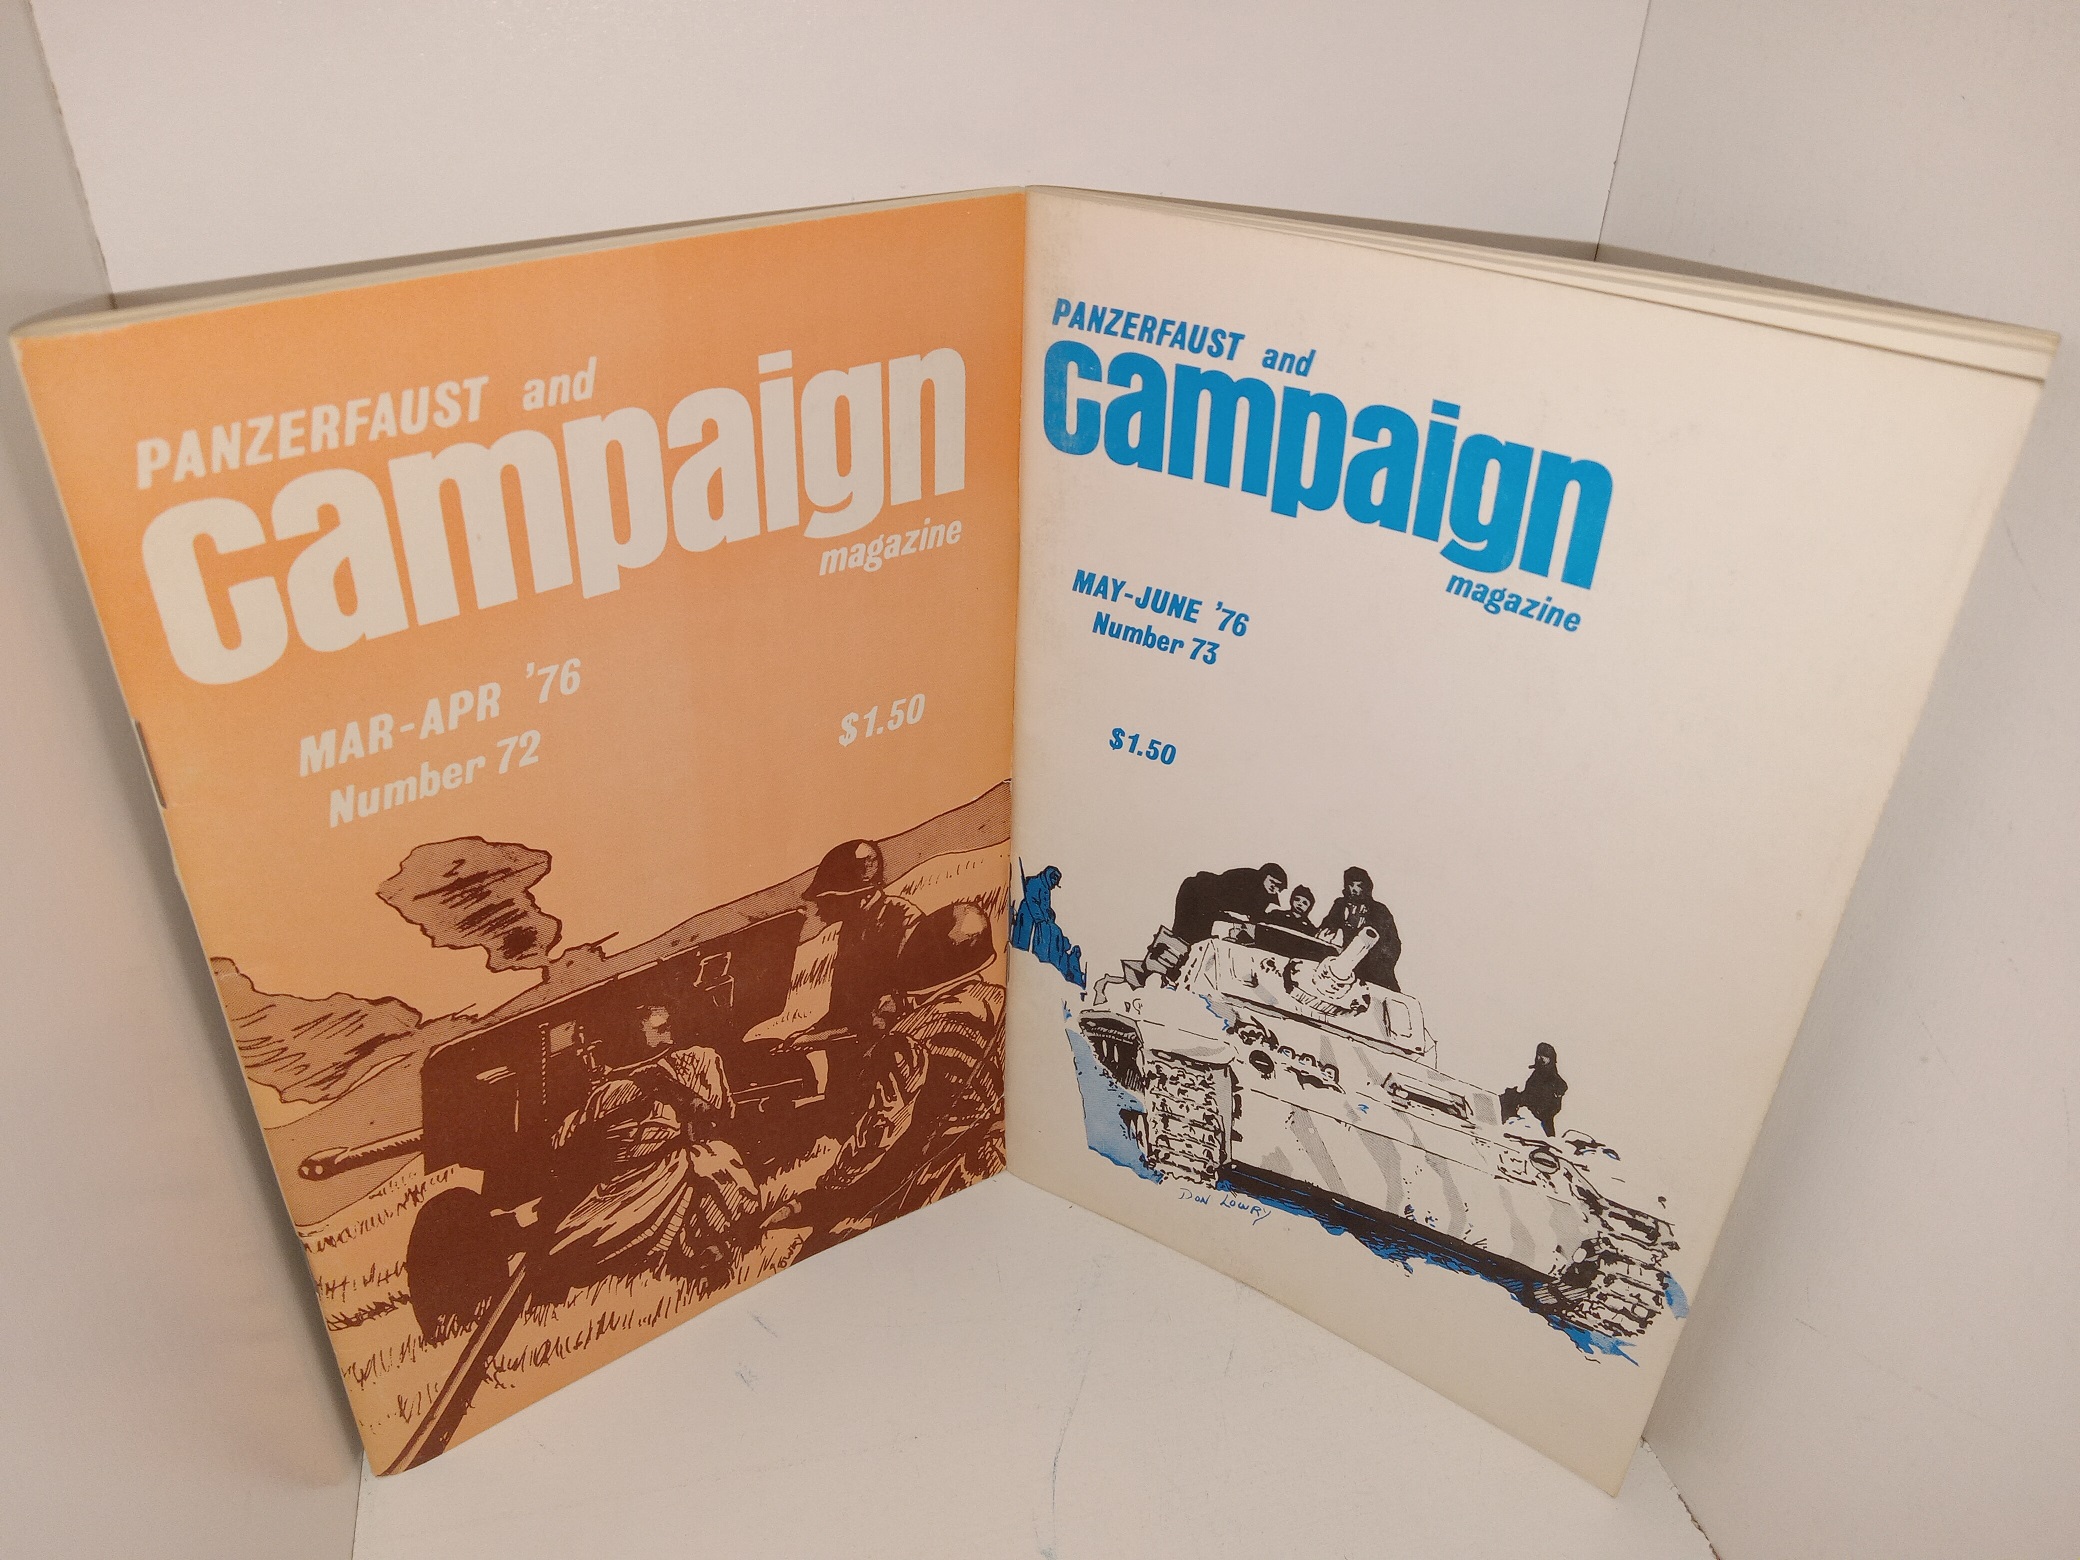 PANZERFAUST and
campaign
magazine
MAR-APR '76
Number 72
$1.50
Lowry
PANZERFAUST and
campaign
magazine
MAY-JUNE '76
Number 73
$1.50
DON LOWRY